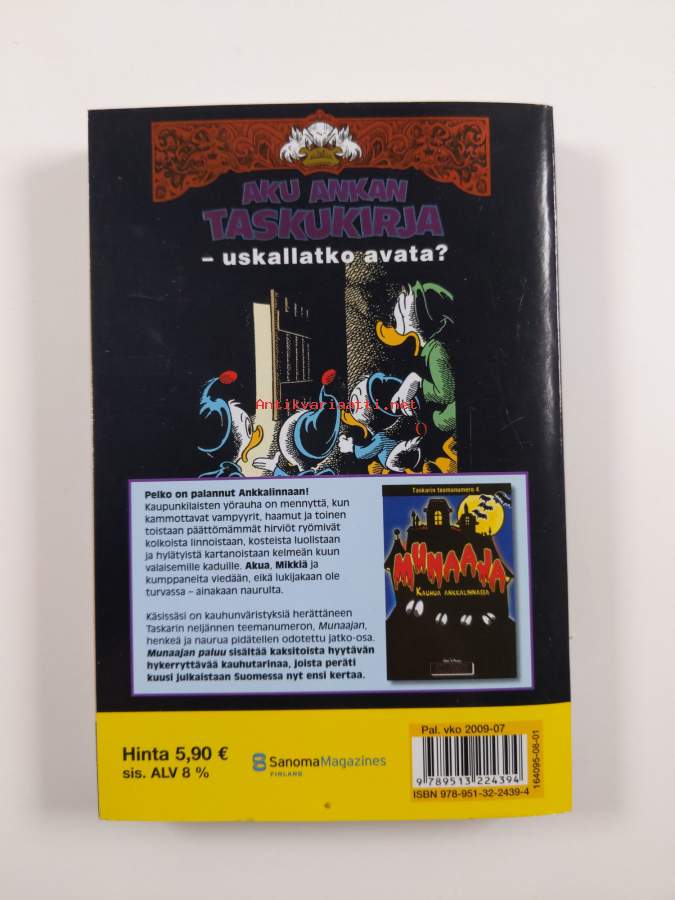 AKU ANKAN
TASKUKIRJA
– uskallatko avata?
Antikvariaatti.net
Pelko on palannut Ankkalinnaan!
Kaupunkilaisten yörauha on mennyttä, kun
kammottavat vampyyrit, haamut ja toinen
toistaan päättömämmät hirviöt ryömivät
kolkoista linnoistaan, kosteista luolistaan
ja hylätyistä kartanoistaan kelmeän kuun
valaisemille kaduille. Akua, Mikkiä ja
kumppaneita viedään, eikä lukijakaan ole
turvassa – ainakaan naurulta.
Käsissäsi on kauhunväristyksiä herättäneen
Taskarin neljännen teemanumeron, Munaajan,
henkeä ja naurua pidätellen odotettu jatko-osa.
Munaajan paluu sisältää kaksitoista hyytävän
hykerryttävää kauhutarinaa, joista peräti
kuusi julkaistaan Suomessa nyt ensi kertaa.
Taskarin teemanumero 4
MUNAAJA
KAUHUA ANKKALINNASSA
Hinta 5,90 €
sis. ALV 8 %
SanomaMagazines
FINLAND
Pal. vko 2009-07
9 789513 224394
ISBN 978-951-32-2439-4
164095-08-01